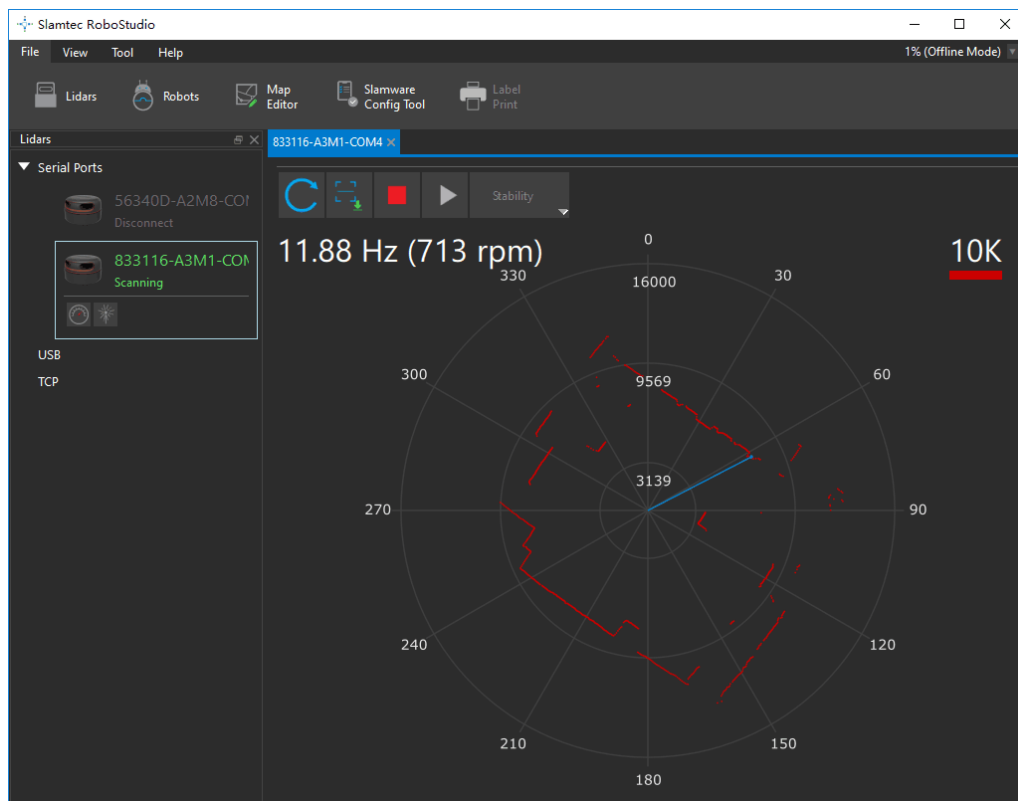 Slamtec RoboStudio
File View Tool Help 1% (Offline Mode)
Lidars
Robots
Map
Editor
Slamware
Config Tool
Label
Print
Lidars
833116-A3M1-COM4
Serial Ports
56340D-A2M8-CO
Disconnect
833116-A3M1-CO
Scanning
USB
TCP
Stability
11.88 Hz (713 rpm)
10K
0
330
30
16000
300
9569
60
3139
270
90
240
120
210
150
180